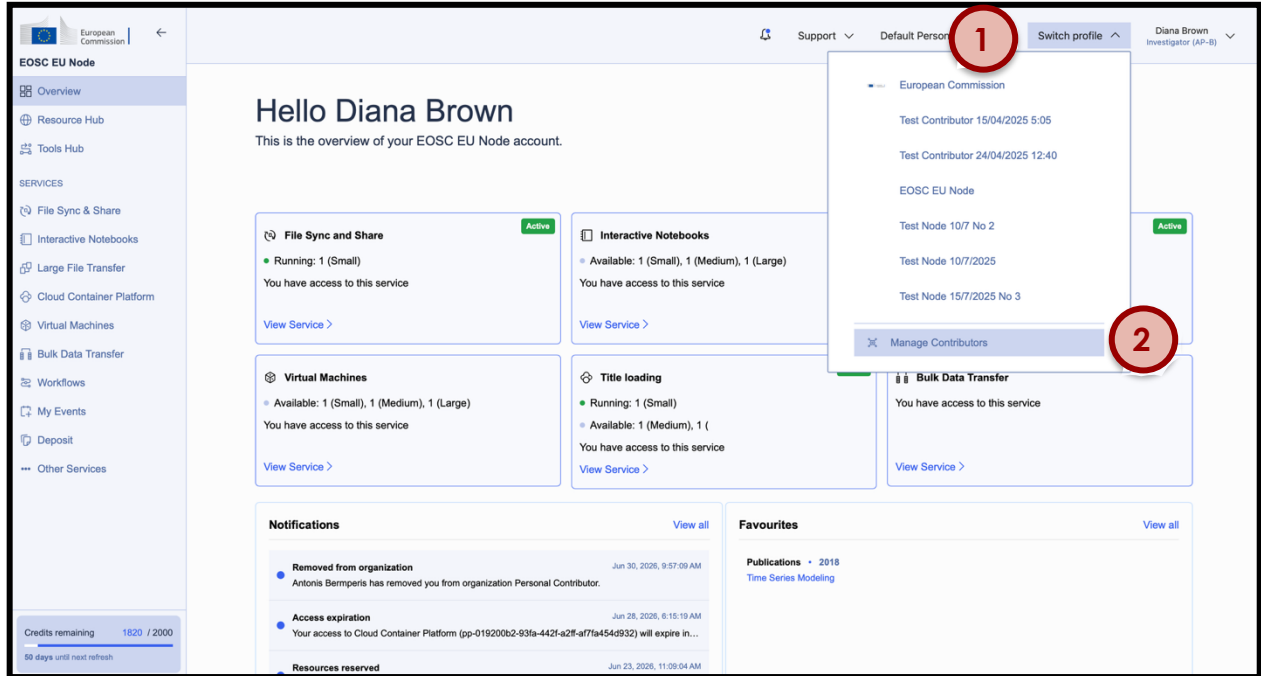 European
Commission
EOSC EU Node
Overview
Resource Hub
Tools Hub
SERVICES
File Sync & Share
Interactive Notebooks
Large File Transfer
Cloud Container Platform
Virtual Machines
Bulk Data Transfer
Workflows
My Events
Deposit
Other Services
Credits remaining 1820 / 2000
50 days until next refresh
Support
Default Person
1
Switch profile
Diana Brown
Investigator (AP-B)
European Commission
Test Contributor 15/04/2025 5:05
Test Contributor 24/04/2025 12:40
EOSC EU Node
Test Node 10/7 No 2
Test Node 10/7/2025
Test Node 15/7/2025 No 3
Manage Contributors
2
Hello Diana Brown
This is the overview of your EOSC EU Node account.
File Sync and Share
Active
Running: 1 (Small)
You have access to this service
View Service
Interactive Notebooks
Available: 1 (Small), 1 (Medium), 1 (Large)
You have access to this service
View Service
Active
Virtual Machines
Available: 1 (Small), 1 (Medium), 1 (Large)
You have access to this service
View Service
Title loading
Running: 1 (Small)
Available: 1 (Medium), 1 (
You have access to this service
View Service
Bulk Data Transfer
You have access to this service
View Service
Notifications
View all
Removed from organization
Jun 30, 2026, 9:57:09 AM
Antonis Bermperis has removed you from organization Personal Contributor.
Access expiration
Jun 28, 2026, 6:15:19 AM
Your access to Cloud Container Platform (pp-019200b2-93fa-442f-a2ff-af7fa454d932) will expire in...
Resources reserved
Jun 23, 2026, 11:09:04 AM
Favourites
View all
Publications • 2018
Time Series Modeling